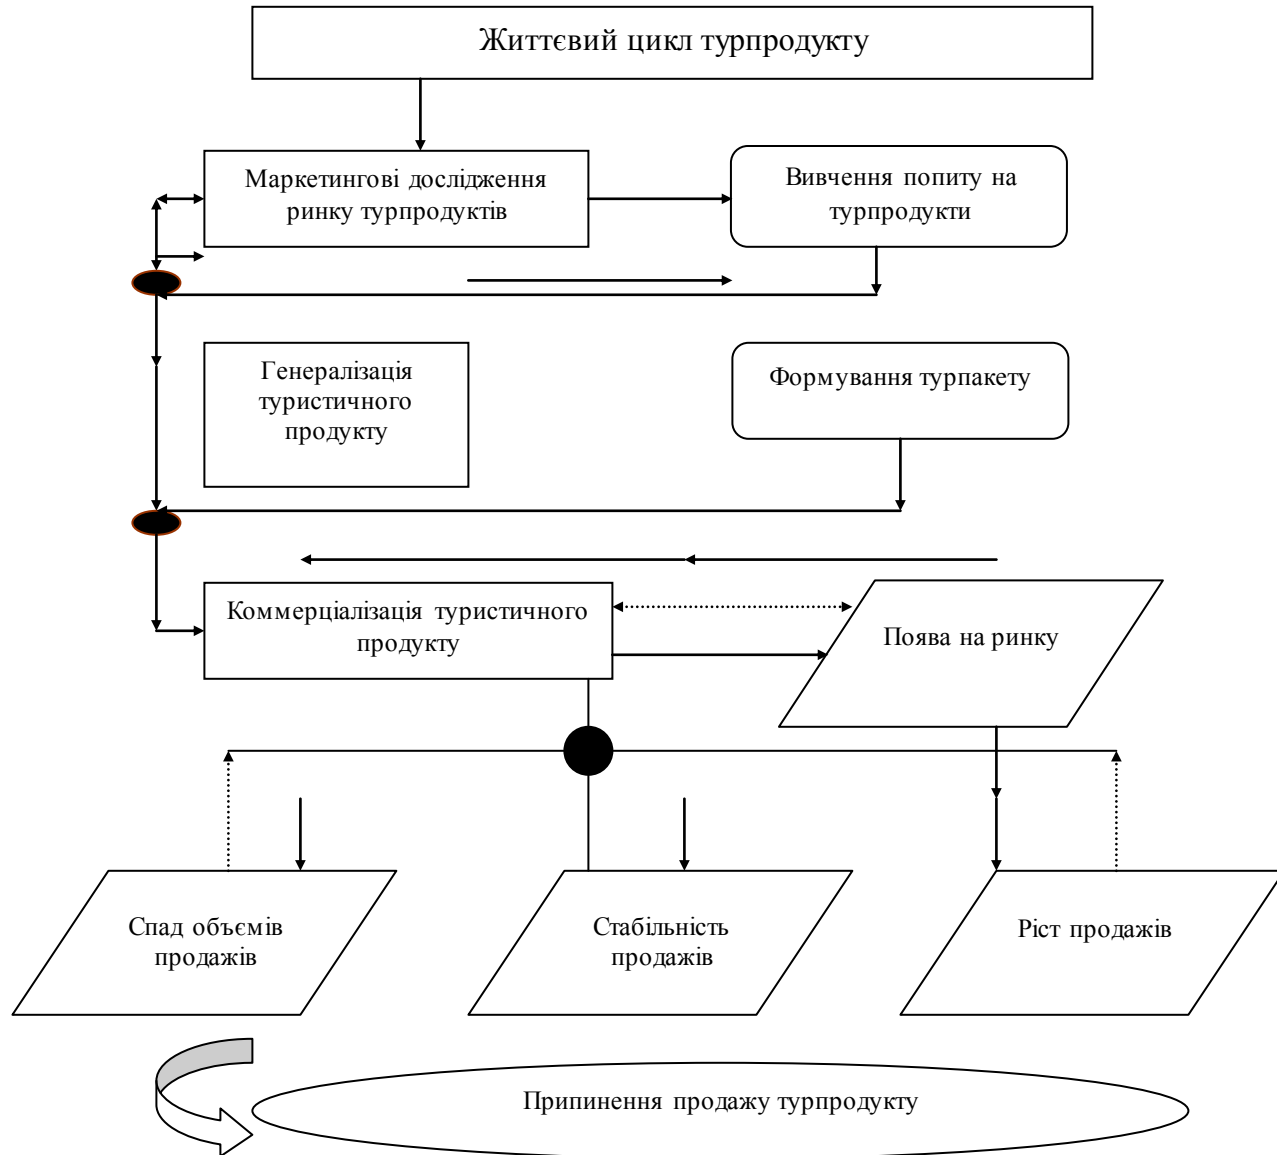 Життєвий цикл турпродукту
Маркетингові дослідження
ринку турпродуктів
Вивчення попиту на
турпродукти
Генералізація
туристичного
продукту
Формування турпакету
Коммерціалізація туристичного
продукту
Поява на ринку
Спад объємів
продажів
Стабільність
продажів
Ріст продажів
Припинення продажу турпродукту